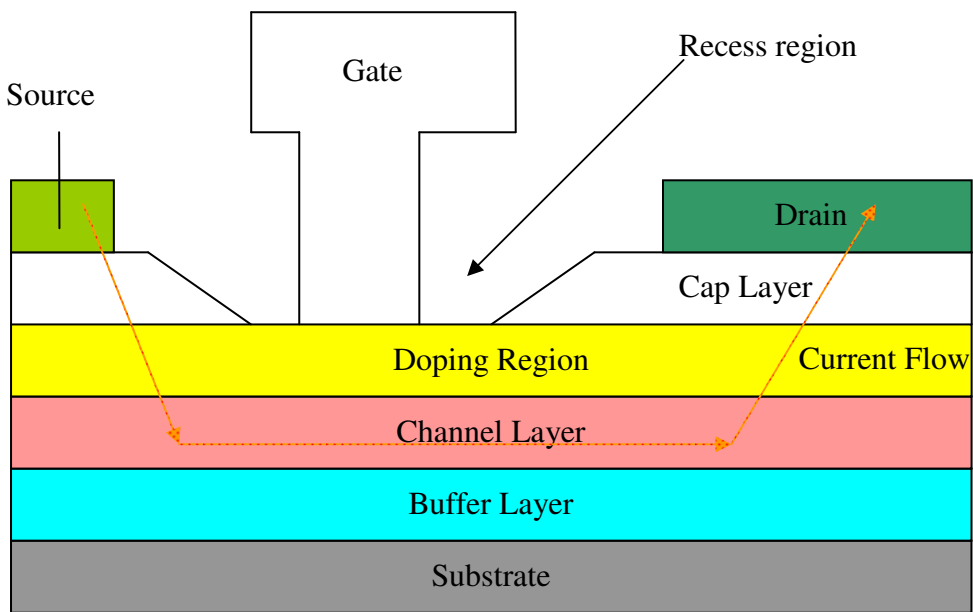 Recess region
Gate
Source
Drain
Cap Layer
Doping Region
Current Flow
Channel Layer
Buffer Layer
Substrate